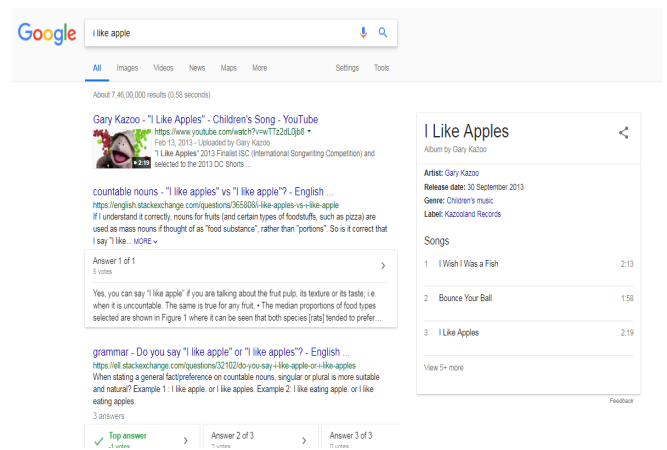 Google
i like apple
All Images Videos News Maps More Settings Tools
About 7,46,00,000 results (0.58 seconds)
Gary Kazoo - "I Like Apples" - Children's Song - YouTube
https://www.youtube.com/watch?v=wTTz2dL0jb8
Feb 13, 2013 - Uploaded by Gary Kazoo
"I Like Apples" 2013 Finalist ISC (International Songwriting Competition) and
selected to the 2013 DC Shorts ...
2:19
countable nouns - "I like apples" vs "I like apple"? - English ...
https://english.stackexchange.com/questions/365808/i-like-apples-vs-i-like-apple
If I understand it correctly, nouns for fruits (and certain types of foodstuffs, such as pizza) are
used as mass nouns if thought of as "food substance", rather than "portions". So is it correct that
I say "I like... MORE
Answer 1 of 1
5 votes
Yes, you can say "I like apple" if you are talking about the fruit pulp, its texture or its taste; i.e.
when it is uncountable. The same is true for any fruit, • The median proportions of food types
selected are shown in Figure 1 where it can be seen that both species [rats] tended to prefer...
grammar - Do you say "I like apple" or "I like apples"? - English ...
https://ell.stackexchange.com/questions/32102/do-you-say-i-like-apple-or-i-like-apples
When stating a general fact/preference on countable nouns, singular or plural is more suitable
and natural? Example 1 : I like apple. or I like apples. Example 2: I like eating apple. or I like
eating apples.
3 answers
Top answer
-1 votes
Answer 2 of 3
2 votes
Answer 3 of 3
0 votes
I Like Apples
Album by Gary Kazoo
Artist: Gary Kazoo
Release date: 30 September 2013
Genre: Children's music
Label: Kazooland Records
Songs
1 I Wish I Was a Fish 2:13
2 Bounce Your Ball 1:58
3 I Like Apples 2:19
View 5+ more
Feedback